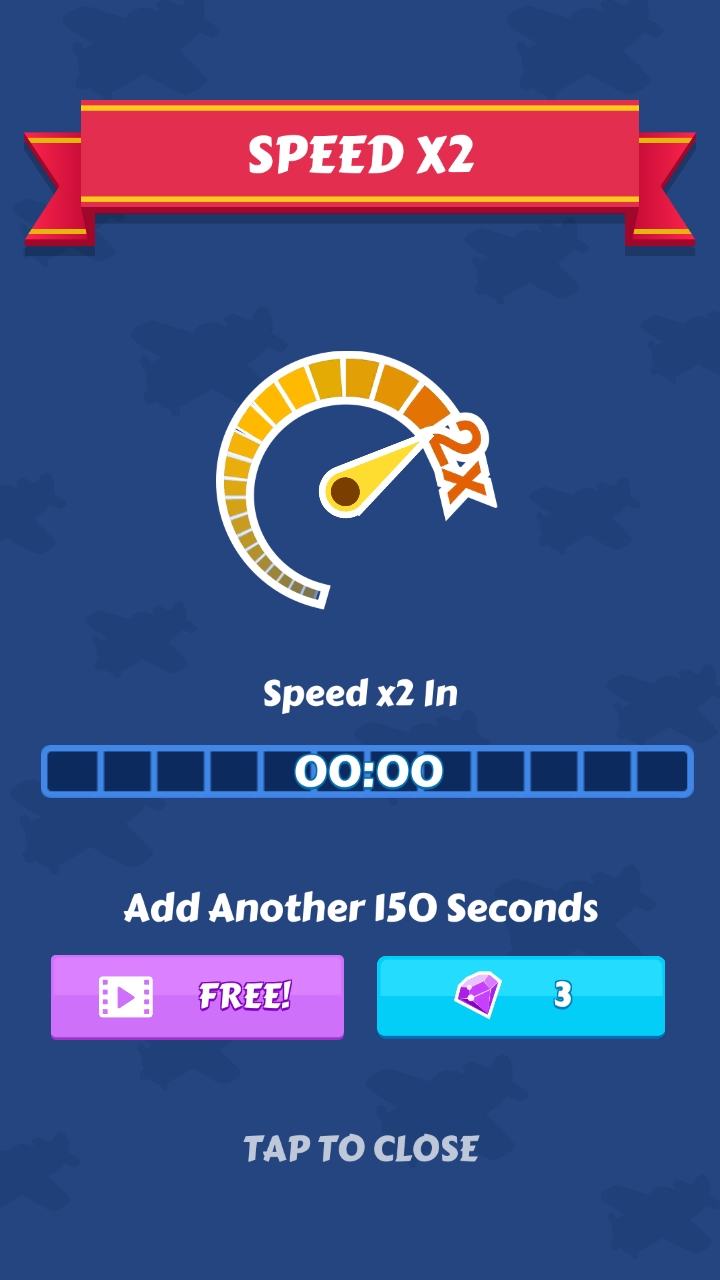 SPEED X2
2x
Speed x2 In
00:00
Add Another 150 Seconds
FREE!
3
TAP TO CLOSE